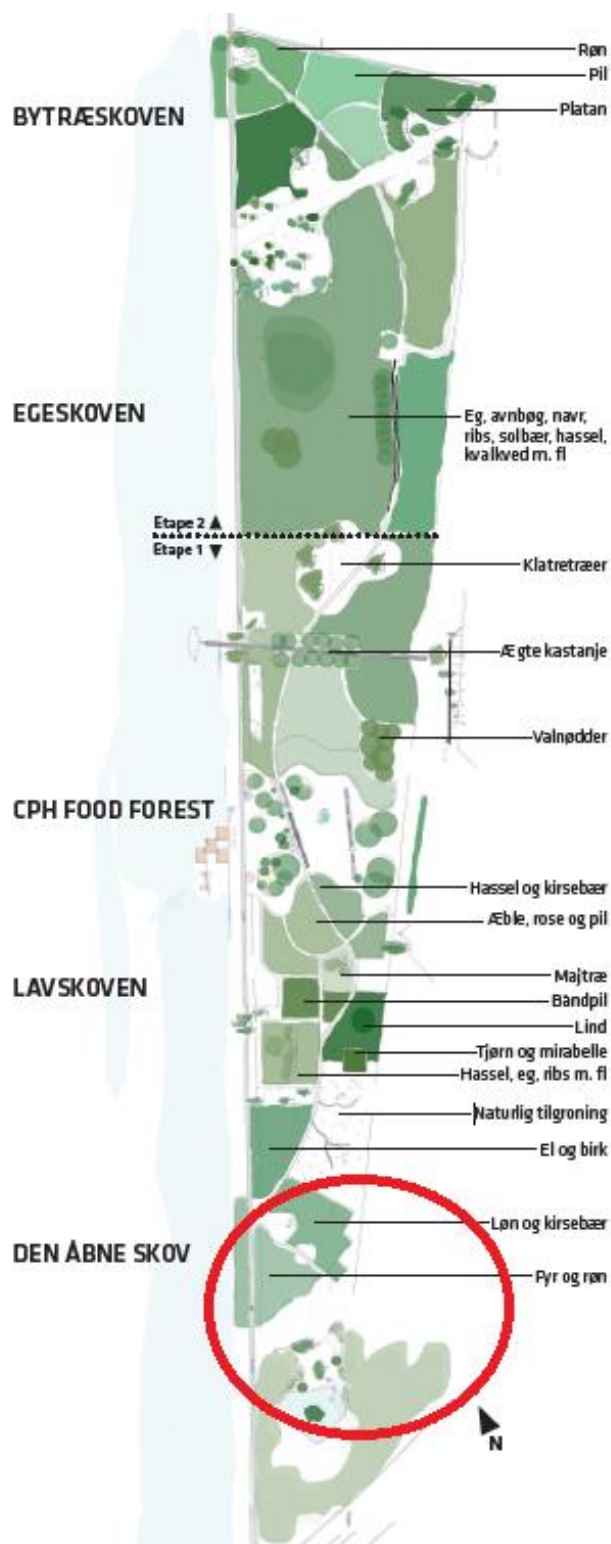 Røn
Pil
Platan
BYTRÆSKOVEN
EGESKOVEN
Eg, avnbøg, navr,
ribs, solbær, hassel,
kvalkved m. fl
Etape 2 ▲
Etape 1 ▼
Klatretræer
Ægte kastanje
Valnødder
CPH FOOD FOREST
Hassel og kirsebær
Æble, rose og pil
Majtræ
LAVSKOVEN
Båndpil
Lind
Tjørn og mirabelle
Hassel, eg, ribs m. fl
Naturlig tilgroning
El og birk
Løn og kirsebær
DEN ÅBNE SKOV
Fyr og røn
N